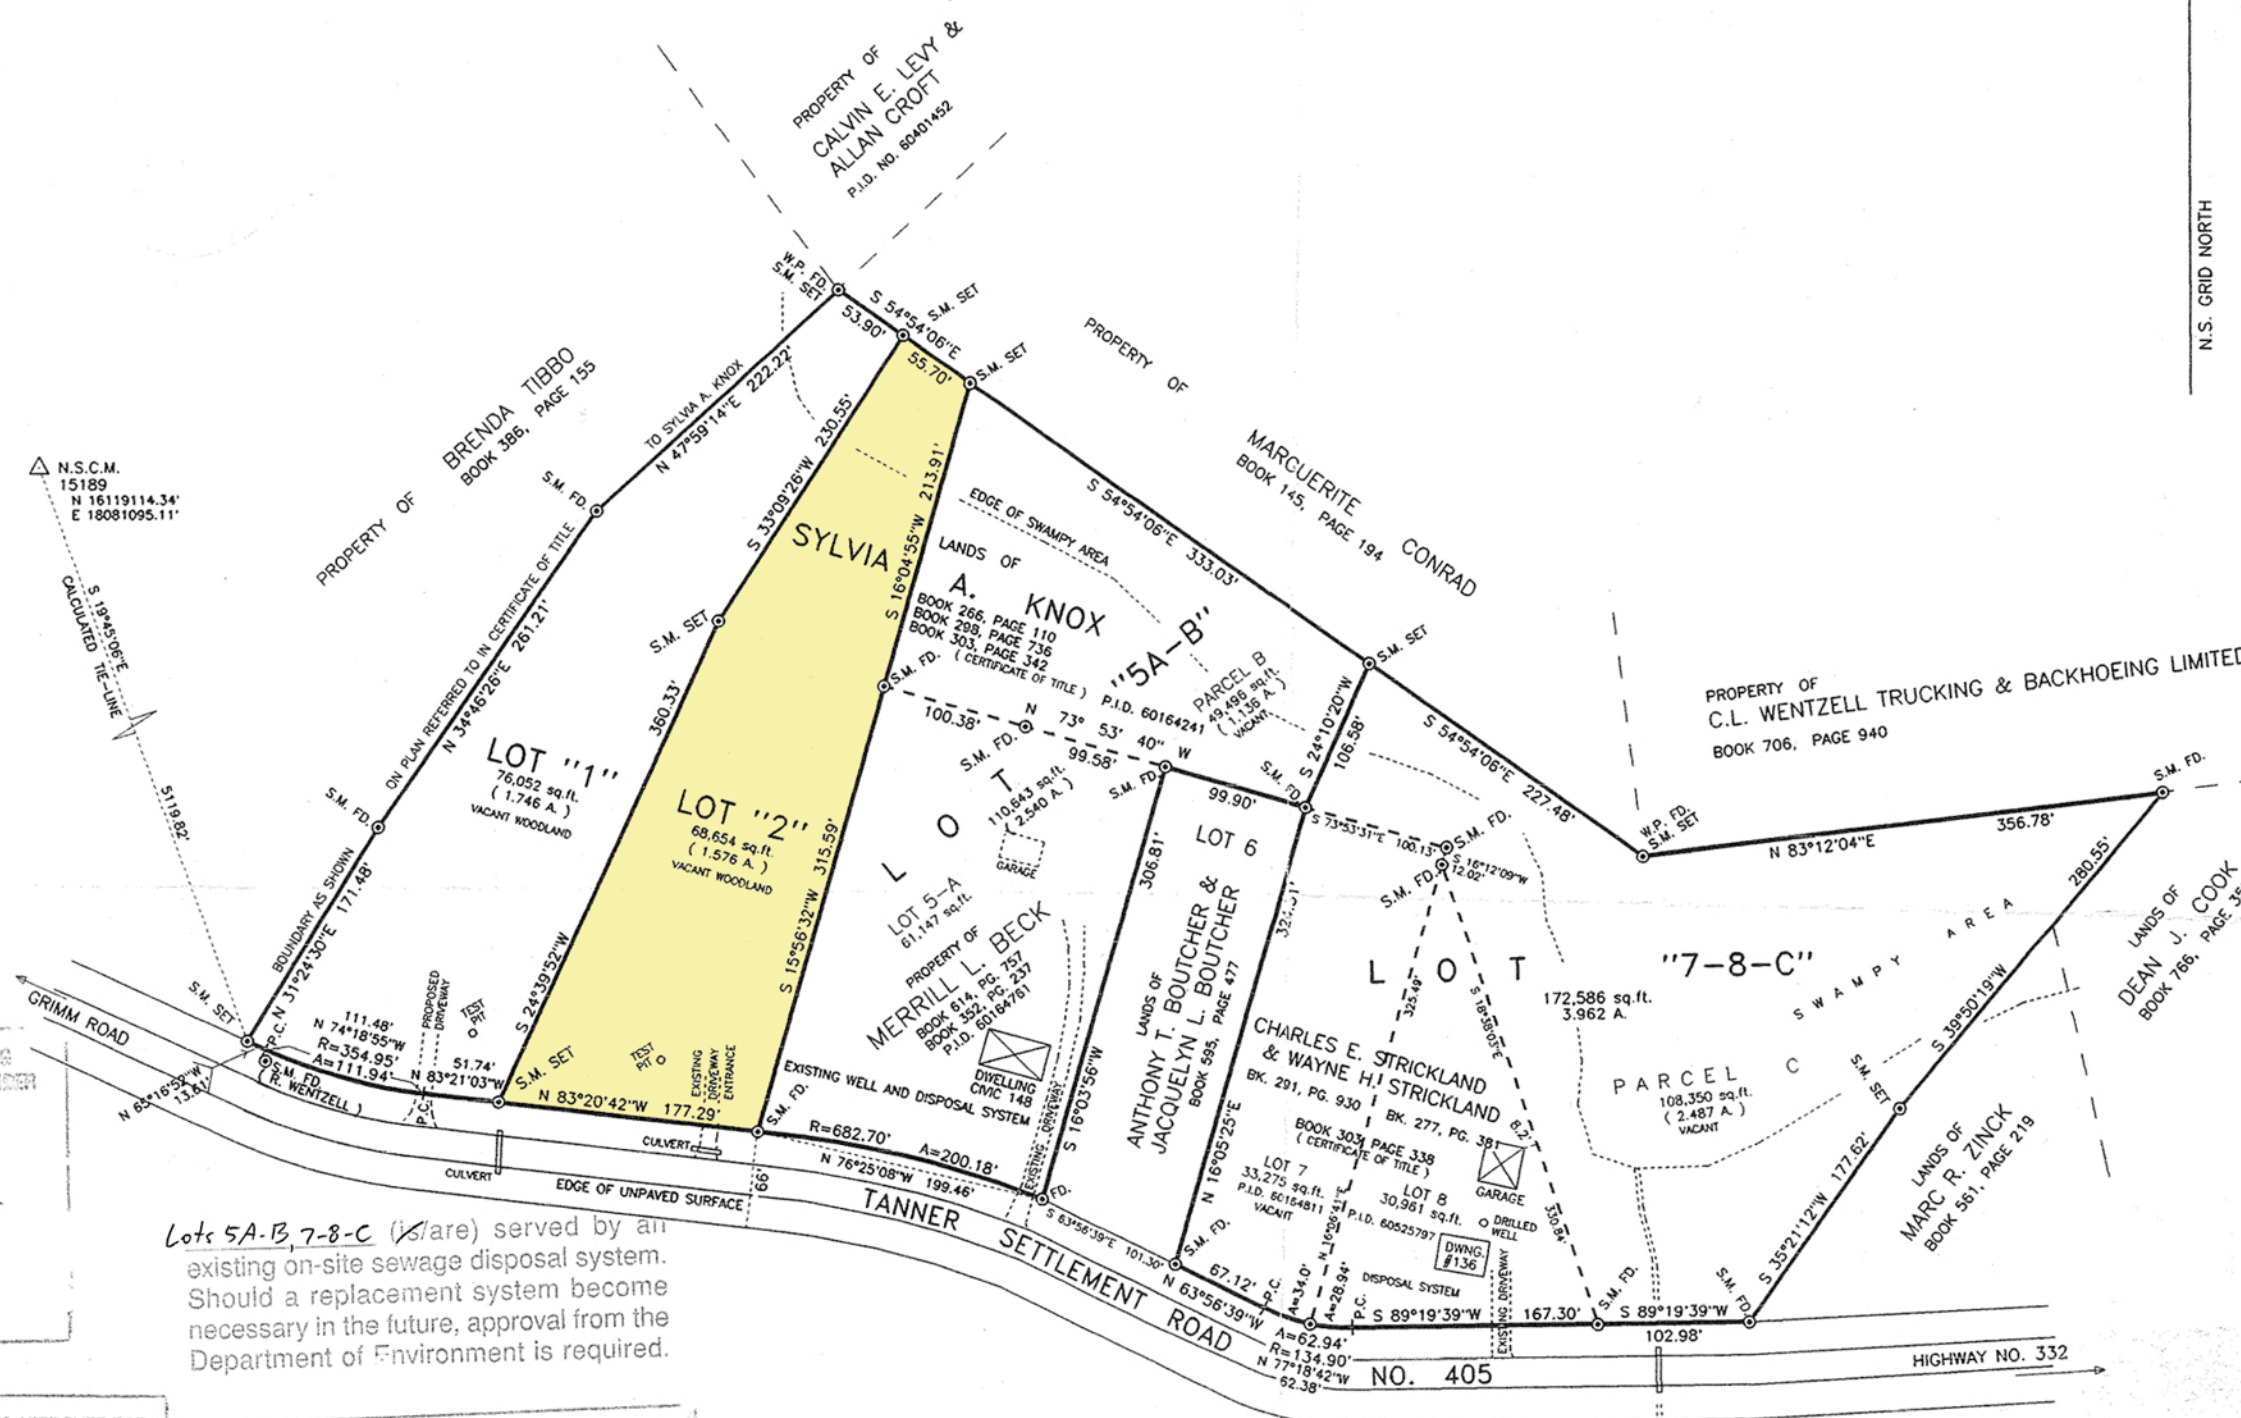 PROPERTY OF
CALVIN E. LEVY &
ALLAN CROFT
P.I.D. NO. 60401452
N.S. GRID NORTH
W.P. FD.
S.M. SET
S 54°54'06"E
53.90'
S.M. SET
55.70'
S.M. SET
PROPERTY OF
MARGUERITE CONRAD
BOOK 145, PAGE 194
PROPERTY OF
BRENDA TIBBO
BOOK 386, PAGE 155
N.S.C.M.
15189
N 16119114.34'
E 18081095.11'
S 19°45'06"E
CALCULATED TIE-LINE
5119.82'
BOUNDARY AS SHOWN
ON PLAN REFERRED TO IN CERTIFICATE OF TITLE
TO SYLVIA A. KNOX
N 47°59'14"E 222.22'
S.M. FD.
N 34°46'26"E 261.21'
S.M. FD.
N 31°24'30"E 171.48'
S.M. SET
P.C.
S 33°09'26"W 230.55'
S.M. SET
360.33'
S 24°39'52"W
S.M. SET
LOT "1"
76,052 sq.ft.
( 1.746 A. )
VACANT WOODLAND
LOT "2"
68,654 sq.ft.
( 1.576 A. )
VACANT WOODLAND
S 16°04'55"W 213.91'
S 15°56'32"W 315.59'
LANDS OF
SYLVIA A. KNOX
BOOK 266, PAGE 110
BOOK 298, PAGE 736
BOOK 303, PAGE 342
( CERTIFICATE OF TITLE )
P.I.D. 60164241
EDGE OF SWAMPY AREA
S 54°54'06"E 333.03'
S.M. SET
LOT "5A-B"
110,643 sq.ft.
( 2.540 A. )
PARCEL B
49,496 sq.ft.
( 1.136 A. )
VACANT
S.M. FD.
100.38'
N 73° 53' 40" W
S.M. FD.
99.58'
S.M. FD.
99.90'
S.M. FD.
S 24°10'20"W
106.58'
S 54°54'06"E 227.48'
PROPERTY OF
C.L. WENTZELL TRUCKING & BACKHOEING LIMITED
BOOK 706, PAGE 940
W.P. FD.
S.M. SET
N 83°12'04"E 356.78'
S.M. FD.
S 73°53'31"E 100.13'
S.M. FD.
S 16°12'09"W
12.02'
S.M. FD.
GARAGE
LOT 5-A
61,147 sq.ft.
PROPERTY OF
MERRILL L. BECK
BOOK 614, PG. 757
BOOK 352, PG. 237
P.I.D. 60164761
DWELLING
CIVIC 148
EXISTING WELL AND DISPOSAL SYSTEM
EXISTING DRIVEWAY
306.81'
S 16°03'56"W
LOT 6
LANDS OF
ANTHONY T. BOUTCHER &
JACQUELYN L. BOUTCHER
BOOK 595, PAGE 477
N 16°05'25"E
LOT "7-8-C"
172,586 sq.ft.
3.962 A.
SWAMPY AREA
325.49'
S 18°38'03"E
330.84'
8.2'
N 16°06'41"E
CHARLES E. STRICKLAND
& WAYNE H. STRICKLAND
BK. 291, PG. 930
BK. 277, PG. 381
BOOK 303, PAGE 338
( CERTIFICATE OF TITLE )
LOT 7
33,275 sq.ft.
P.I.D. 60164811
VACANT
LOT 8
30,961 sq.ft.
P.I.D. 60525797
GARAGE
DRILLED
WELL
DWNG.
#136
DISPOSAL SYSTEM
EXISTING DRIVEWAY
PARCEL C
108,350 sq.ft.
( 2.487 A. )
VACANT
280.55'
S 39°50'19"W
S.M. SET
S 35°21'12"W 177.62'
S.M. FD.
LANDS OF
DEAN J. COOK
BOOK 766,
LANDS OF
MARC R. ZINCK
BOOK 561, PAGE 219
GRIMM ROAD
N 65°16'52"W
13.61'
S.M. FD.
( R. WENTZELL )
111.48'
N 74°18'55"W
R=354.95'
A=111.94'
PROPOSED
DRIVEWAY
TEST
PIT
51.74'
N 83°21'03"W
P.C.
N 83°20'42"W 177.29'
TEST
PIT
EXISTING
DRIVEWAY
ENTRANCE
S.M. FD.
CULVERT
CULVERT
EDGE OF UNPAVED SURFACE
66'
R=682.70' A=200.18'
N 76°25'08"W 199.46'
FD.
S 63°56'39"E 101.30'
S.M. FD.
67.12'
N 63°56'39"W
P.C.
A=34.0'
A=28.94'
P.C.
A=62.94'
R=134.90'
N 77°18'42"W
62.38'
S 89°19'39"W 167.30'
S.M. FD.
S 89°19'39"W
102.98'
TANNER SETTLEMENT ROAD NO. 405
HIGHWAY NO. 332
Lots 5A-B, 7-8-C (is/are) served by an
existing on-site sewage disposal system.
Should a replacement system become
necessary in the future, approval from the
Department of Environment is required.